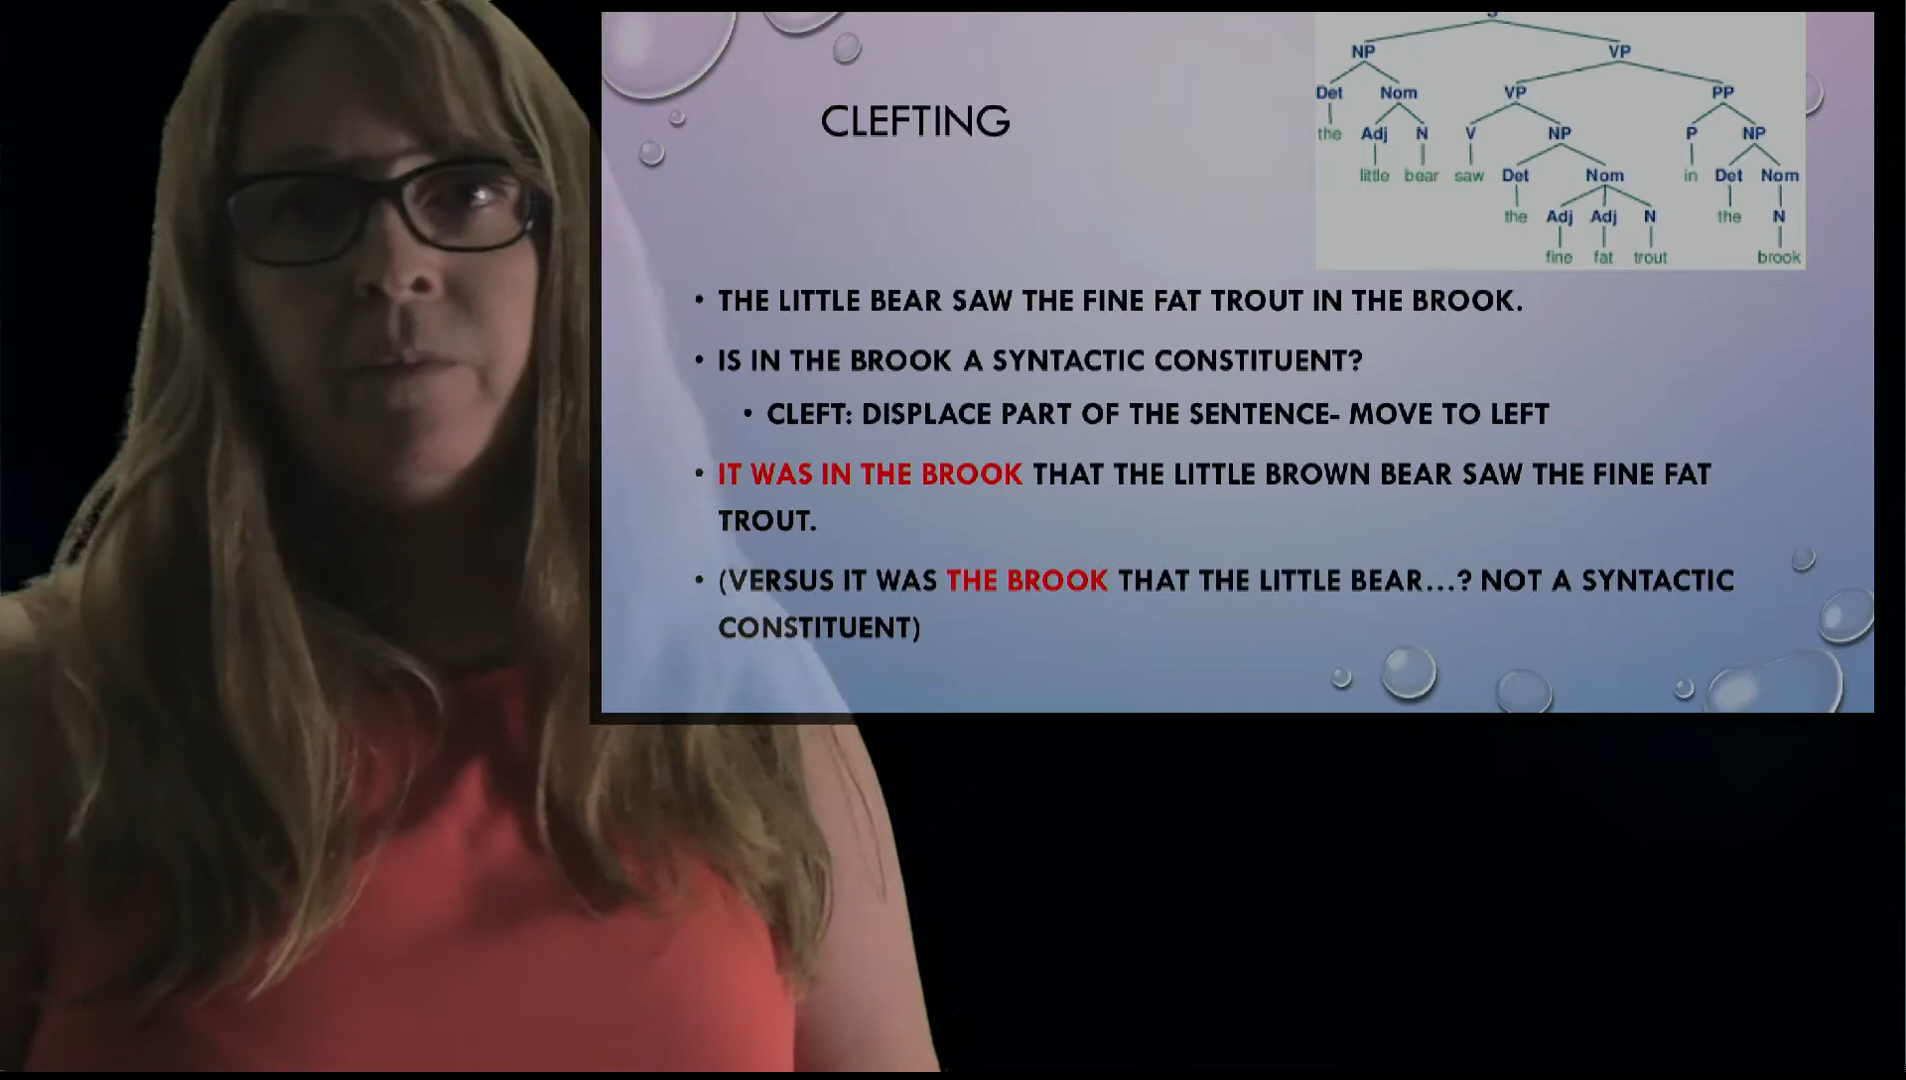 CLEFTING
S
NP VP
Det Nom VP PP
the Adj N V NP P NP
little bear saw Det Nom in Det Nom
the Adj Adj N the N
fine fat trout brook
• THE LITTLE BEAR SAW THE FINE FAT TROUT IN THE BROOK.
• IS IN THE BROOK A SYNTACTIC CONSTITUENT?
• CLEFT: DISPLACE PART OF THE SENTENCE- MOVE TO LEFT
• IT WAS IN THE BROOK THAT THE LITTLE BROWN BEAR SAW THE FINE FAT
TROUT.
• (VERSUS IT WAS THE BROOK THAT THE LITTLE BEAR...? NOT A SYNTACTIC
CONSTITUENT)